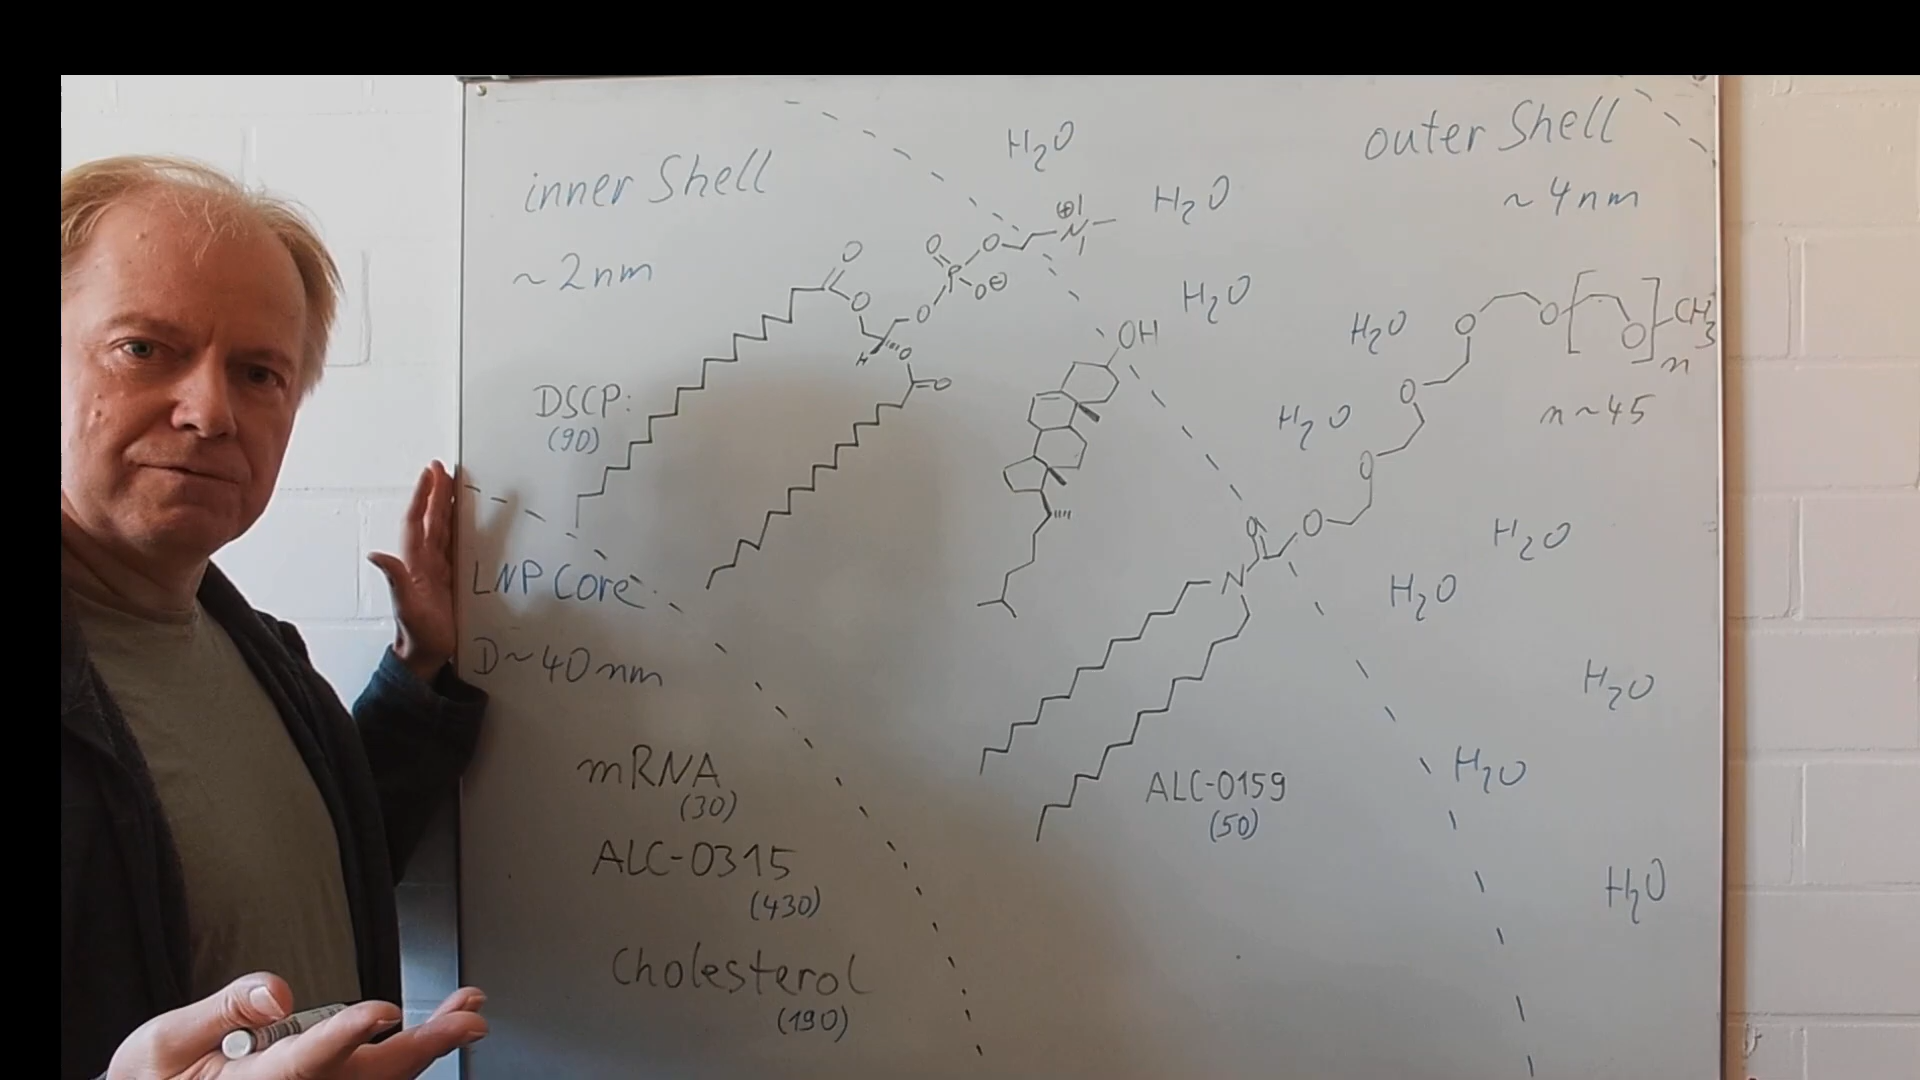 inner Shell
~2nm
outer Shell
~4nm
H2O
H2O
H2O
H2O
H2O
H2O
H2O
H2O
H2O
H2O
O
O
O
O
P
O⊖
O
⊕
N
H
O
O
OH
O
O
N
O
O
O
O
O
CH3
n
n~45
DSCP:
(90)
LNP Core
D~40nm
mRNA
(30)
ALC-0315
(430)
Cholesterol
(190)
ALC-0159
(50)